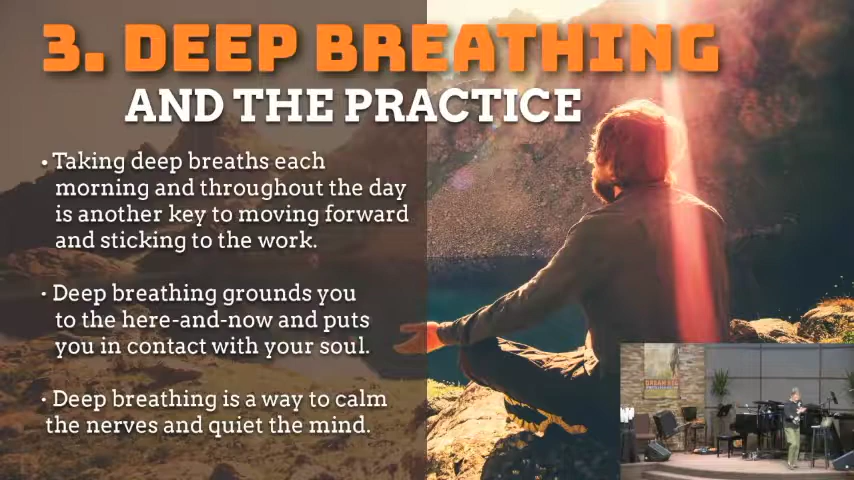 3. DEEP BREATHING
AND THE PRACTICE
• Taking deep breaths each
morning and throughout the day
is another key to moving forward
and sticking to the work.
• Deep breathing grounds you
to the here-and-now and puts
you in contact with your soul.
• Deep breathing is a way to calm
the nerves and quiet the mind.
DREAM BIG